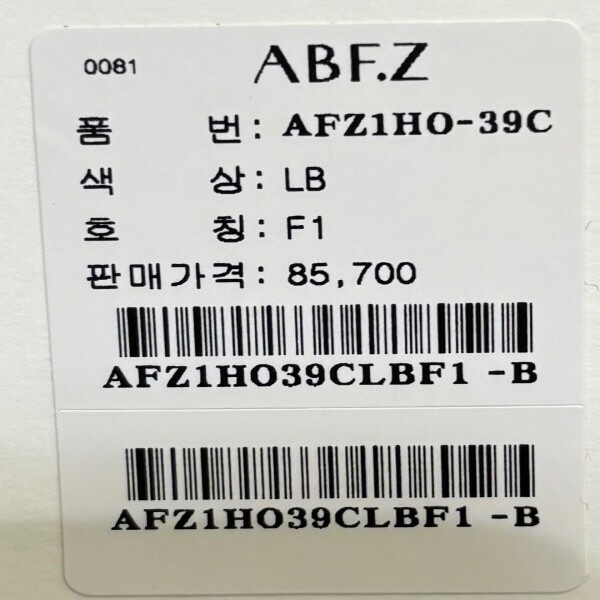 0081 ABF.Z
품 번: AFZ1HO-39C
색 상: LB
호 칭: F1
판매가격: 85,700
AFZ1HO39CLBF1 -B
AFZ1HO39CLBF1 -B